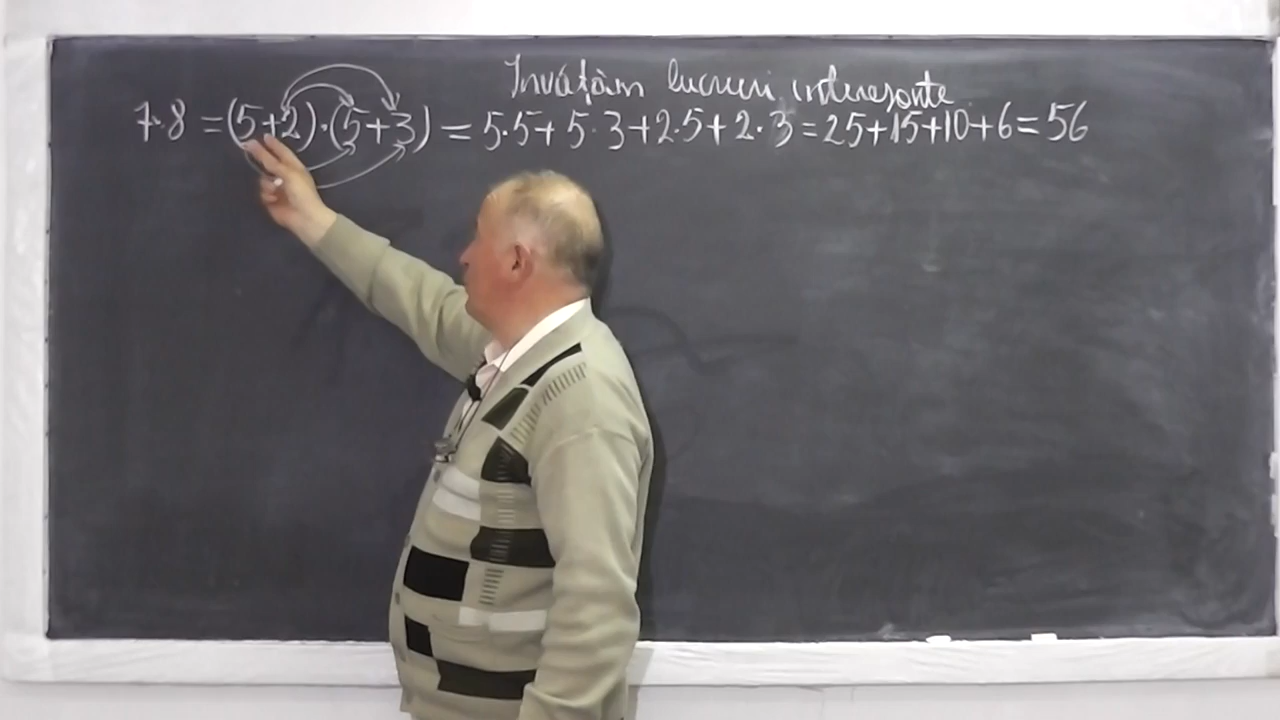 Învățăm lucruri interesante
7·8 = (5+2)·(5+3) = 5·5+5·3+2·5+2·3=25+15+10+6=56